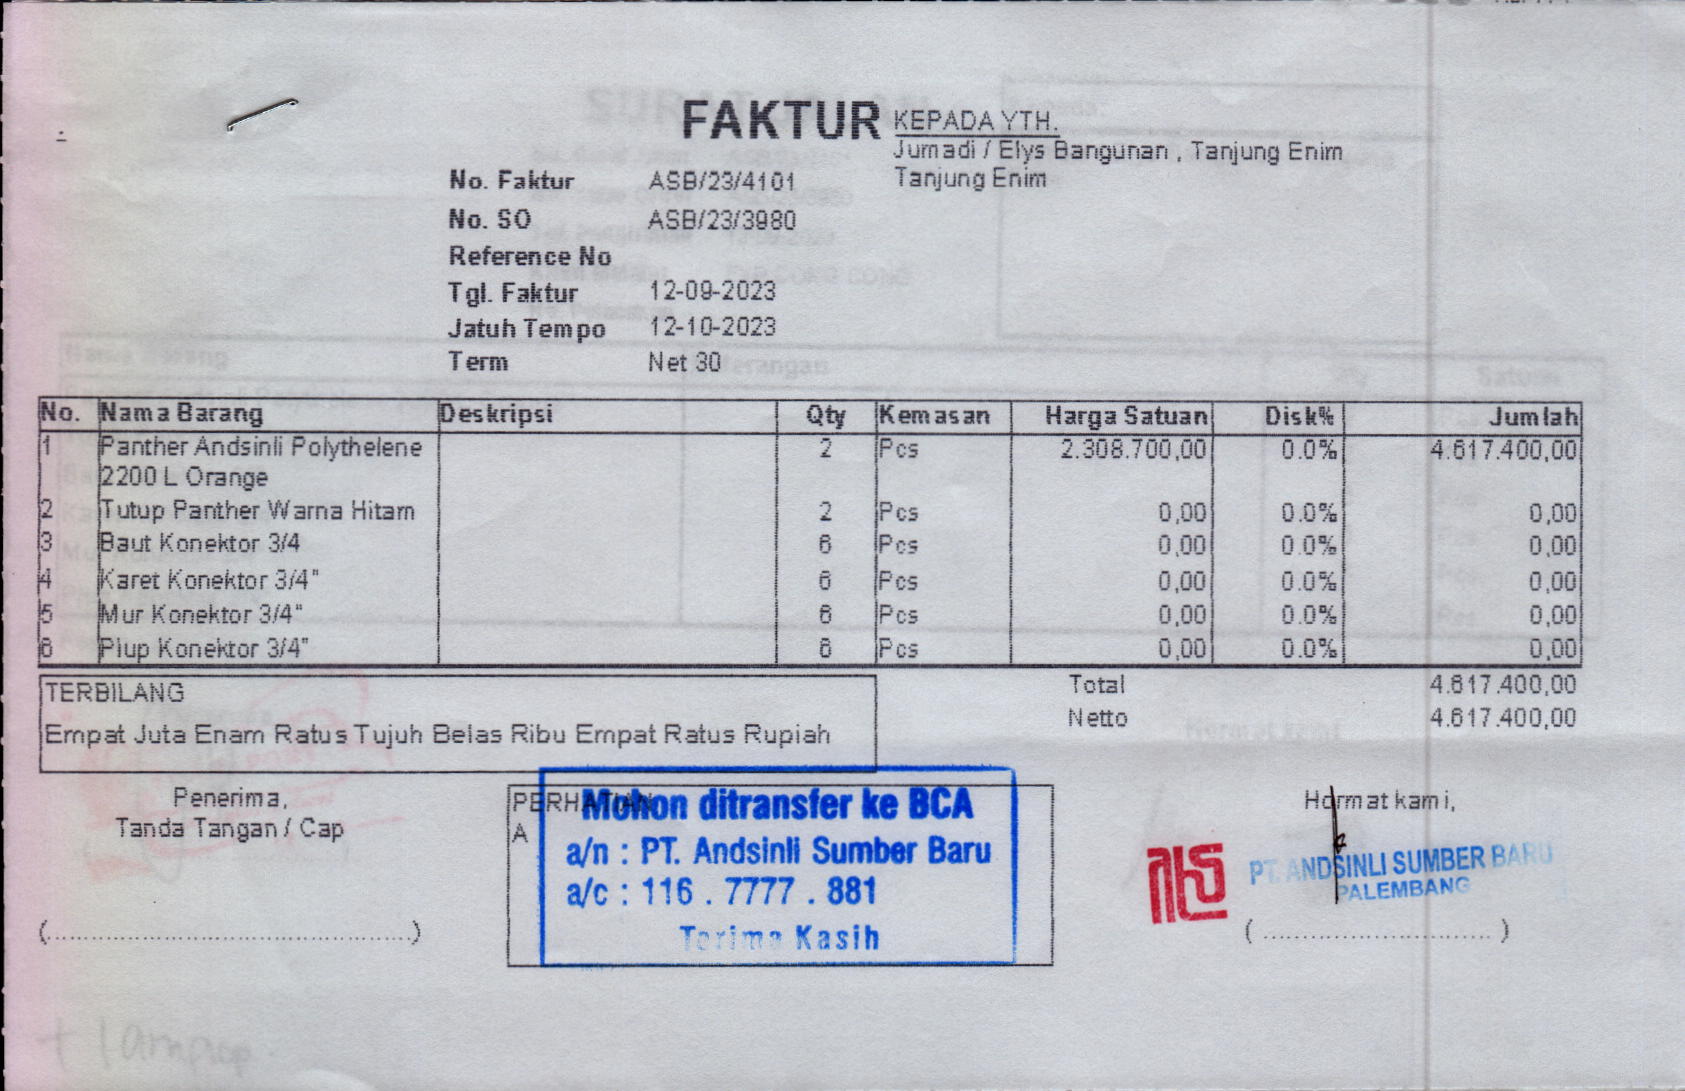 FAKTUR
KEPADA YTH.
Jumadi / Elys Bangunan , Tanjung Enim
Tanjung Enim
No. Faktur ASB/23/4101
No. SO ASB/23/3980
Reference No
Tgl. Faktur 12-09-2023
Jatuh Tempo 12-10-2023
Term Net 30
No. Nama Barang Deskripsi Qty Kemasan Harga Satuan Disk% Jumlah
1 Panther Andsinli Polythelene 2 Pcs 2.308.700,00 0.0% 4.617.400,00
2200 L Orange
2 Tutup Panther Warna Hitam 2 Pcs 0,00 0.0% 0,00
3 Baut Konektor 3/4 6 Pcs 0,00 0.0% 0,00
4 Karet Konektor 3/4" 6 Pcs 0,00 0.0% 0,00
5 Mur Konektor 3/4" 6 Pcs 0,00 0.0% 0,00
6 Plup Konektor 3/4" 6 Pcs 0,00 0.0% 0,00
TERBILANG
Empat Juta Enam Ratus Tujuh Belas Ribu Empat Ratus Rupiah
Total 4.617.400,00
Netto 4.617.400,00
Penerima,
Tanda Tangan / Cap
(..............................................)
PERHATIAN
A
Mohon ditransfer ke BCA
a/n : PT. Andsinli Sumber Baru
a/c : 116 . 7777 . 881
Terima Kasih
Hormat kami,
PT. ANDSINLI SUMBER BARU
PALEMBANG
( ............................. )